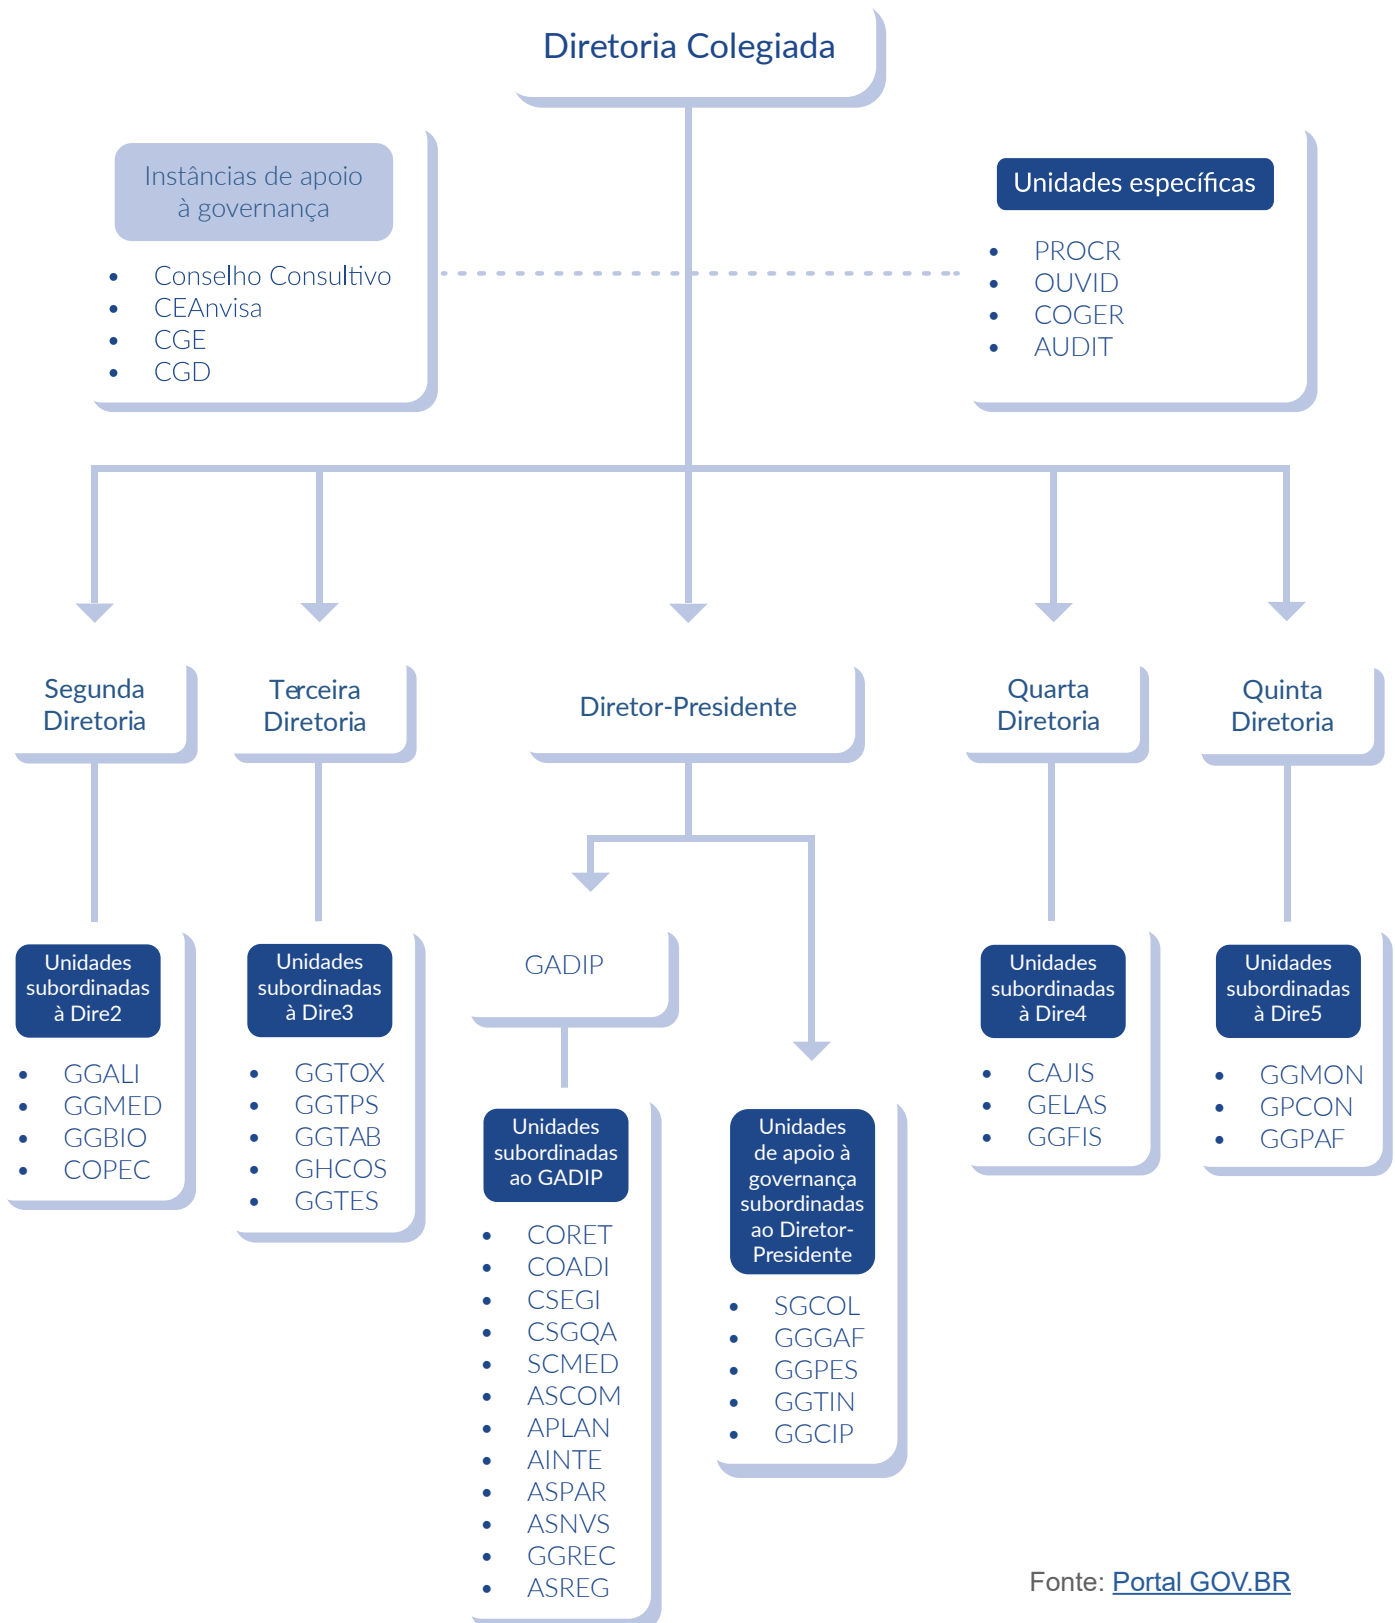 Diretoria Colegiada
Instâncias de apoio
à governança
• Conselho Consultivo
• CEAnvisa
• CGE
• CGD
Unidades específicas
• PROCR
• OUVID
• COGER
• AUDIT
Segunda
Diretoria
Terceira
Diretoria
Diretor-Presidente
Quarta
Diretoria
Quinta
Diretoria
Unidades
subordinadas
à Dire2
• GGALI
• GGMED
• GGBIO
• COPEC
Unidades
subordinadas
à Dire3
• GGTOX
• GGTPS
• GGTAB
• GHCOS
• GGTES
GADIP
Unidades
subordinadas
ao GADIP
• CORET
• COADI
• CSEGI
• CSGQA
• SCMED
• ASCOM
• APLAN
• AINTE
• ASPAR
• ASNVS
• GGREC
• ASREG
Unidades
de apoio à
governança
subordinadas
ao Diretor-
Presidente
• SGCOL
• GGGAF
• GGPES
• GGTIN
• GGCIP
Unidades
subordinadas
à Dire4
• CAJIS
• GELAS
• GGFIS
Unidades
subordinadas
à Dire5
• GGMON
• GPCON
• GGPAF
Fonte: Portal GOV.BR